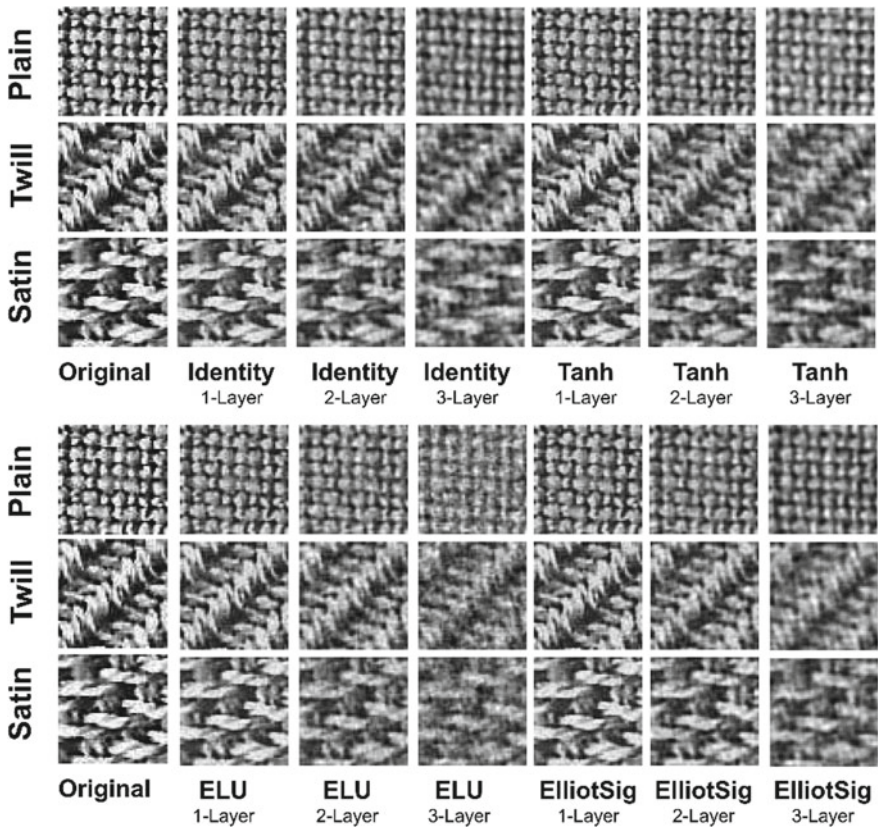 Plain
Twill
Satin
Original Identity Identity Identity Tanh Tanh Tanh
1-Layer 2-Layer 3-Layer 1-Layer 2-Layer 3-Layer
Plain
Twill
Satin
Original ELU ELU ELU ElliotSig ElliotSig ElliotSig
1-Layer 2-Layer 3-Layer 1-Layer 2-Layer 3-Layer